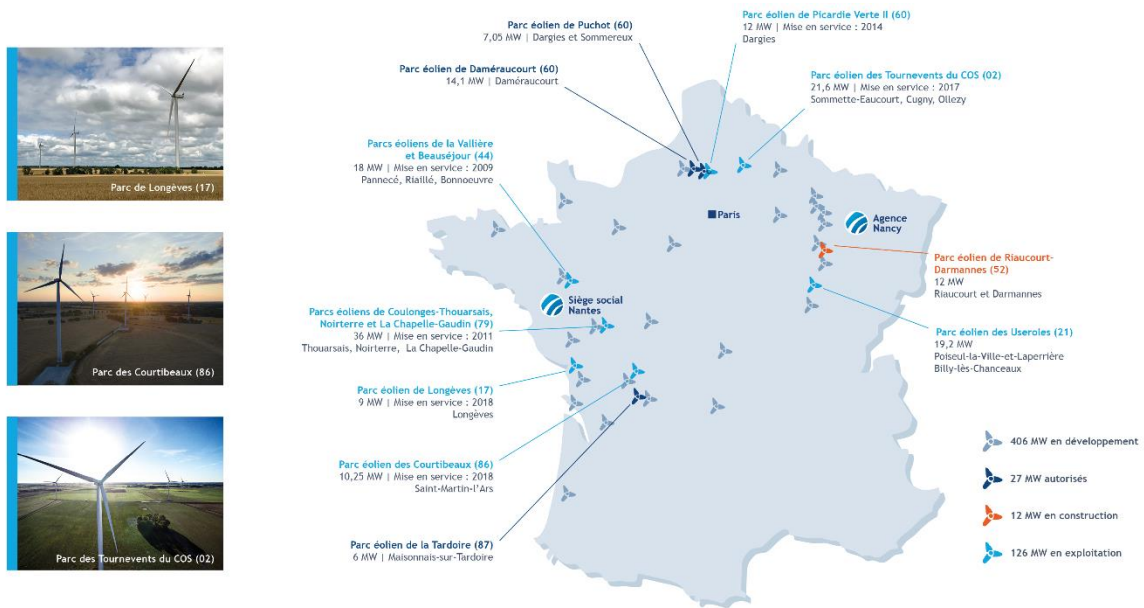 Parc de Longèves (17)
Parc des Courtibeaux (86)
Parc des Tournevents du COS (02)
Parc éolien de Puchot (60)
7,05 MW | Dargies et Sommereux
Parc éolien de Picardie Verte II (60)
12 MW | Mise en service : 2014
Dargies
Parc éolien de Daméraucourt (60)
14,1 MW | Daméraucourt
Parc éolien des Tournevents du COS (02)
21,6 MW | Mise en service : 2017
Sommette-Eaucourt, Cugny, Ollezy
Parcs éoliens de la Vallière
et Beauséjour (44)
18 MW | Mise en service : 2009
Pannecé, Riaillé, Bonnoeuvre
Paris
Agence
Nancy
Parc éolien de Riaucourt-
Darmannes (52)
12 MW
Riaucourt et Darmannes
Siège social
Nantes
Parcs éoliens de Coulonges-Thouarsais,
Noirterre et La Chapelle-Gaudin (79)
36 MW | Mise en service : 2011
Thouarsais, Noirterre, La Chapelle-Gaudin
Parc éolien des Useroles (21)
19,2 MW
Poiseul-la-Ville-et-Laperrière
Billy-lès-Chanceaux
Parc éolien de Longèves (17)
9 MW | Mise en service : 2018
Longèves
Parc éolien des Courtibeaux (86)
10,25 MW | Mise en service : 2018
Saint-Martin-l'Ars
Parc éolien de la Tardoire (87)
6 MW | Maisonnais-sur-Tardoire
406 MW en développement
27 MW autorisés
12 MW en construction
126 MW en exploitation